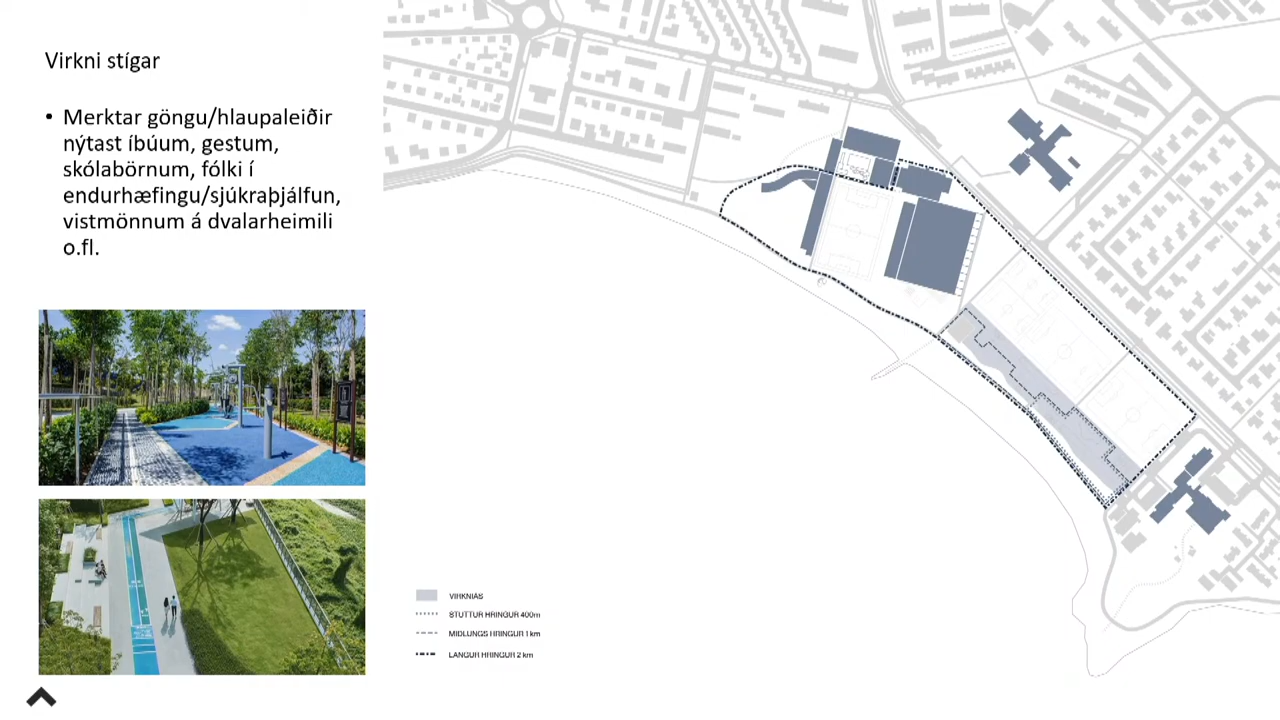 Virkni stígar
• Merktar göngu/hlaupaleiðir
nýtast íbúum, gestum,
skólabörnum, fólki í
endurhæfingu/sjúkraþjálfun,
vistmönnum á dvalarheimili
o.fl.
VIRKNIÁS
STUTTUR HRINGUR 400m
MIÐLUNGS HRINGUR 1 km
LANGUR HRINGUR 2 km